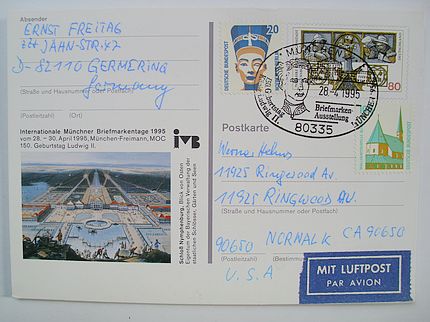 Absender
ERNST FREITAG
JAHN-STR. 42
D-82110 GERMERING
Germany
(Straße und Hausnummer oder Postfach)
(Postleitzahl) (Ort)
Internationale Münchner Briefmarkentage 1995
vom 28. – 30. April 1995, München-Freimann, MOC
150. Geburtstag Ludwig II.
Schloß Nymphenburg, Blick von Osten
Eigentum der Bayerischen Verwaltung der
staatlichen Schlösser, Gärten und Seen
DEUTSCHE BUNDESPOST
20
80
MÜNCHEN
28.-4.1995
Briefmarken-
Ausstellung
80335
Ludwig II.
Postkarte
Werner Helms
11925 Ringewood Av.
11925 RINGWOOD AV.
(Straße und Hausnummer oder Postfach)
90650 NORWALK CA 90650
(Postleitzahl) (Bestimmungsort)
U.S.A
MIT LUFTPOST
PAR AVION